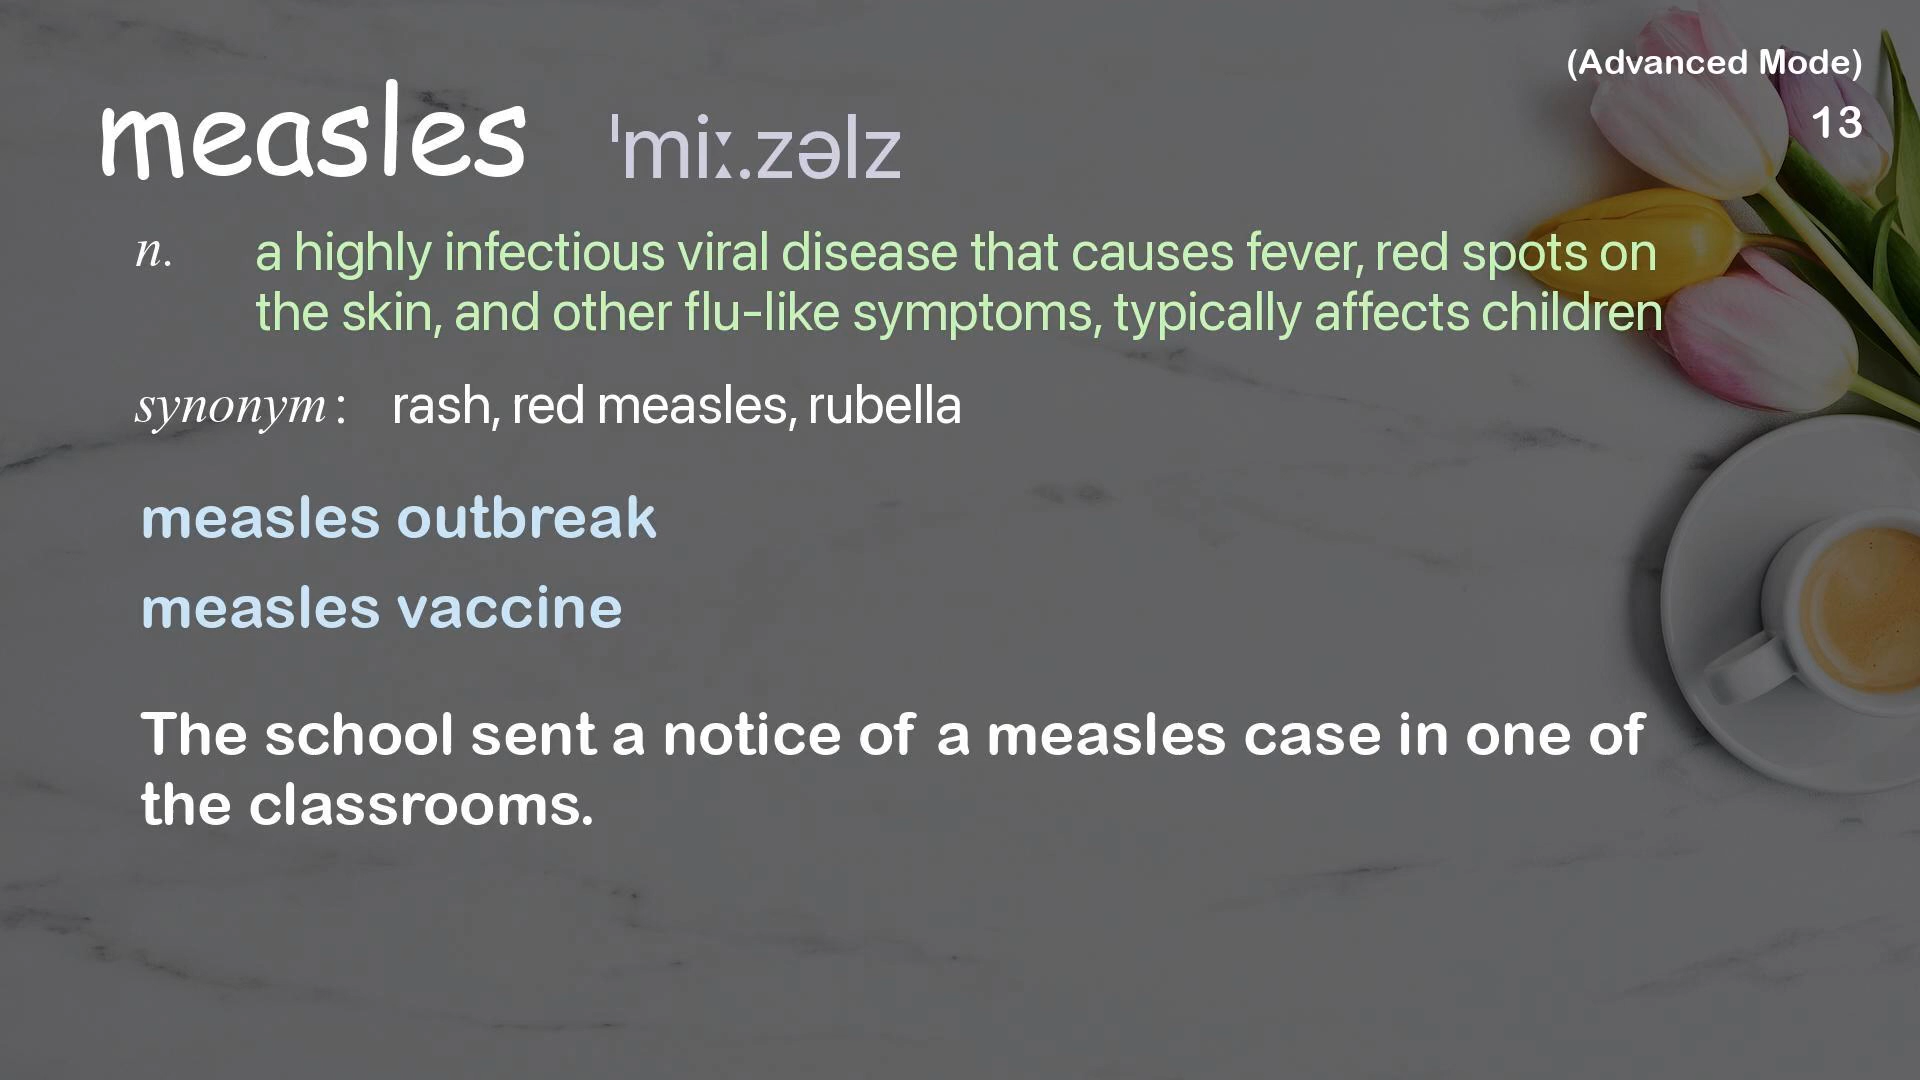 (Advanced Mode)
13
measles ˈmiː.zəlz
n. a highly infectious viral disease that causes fever, red spots on
the skin, and other flu-like symptoms, typically affects children
synonym: rash, red measles, rubella
measles outbreak
measles vaccine
The school sent a notice of a measles case in one of
the classrooms.